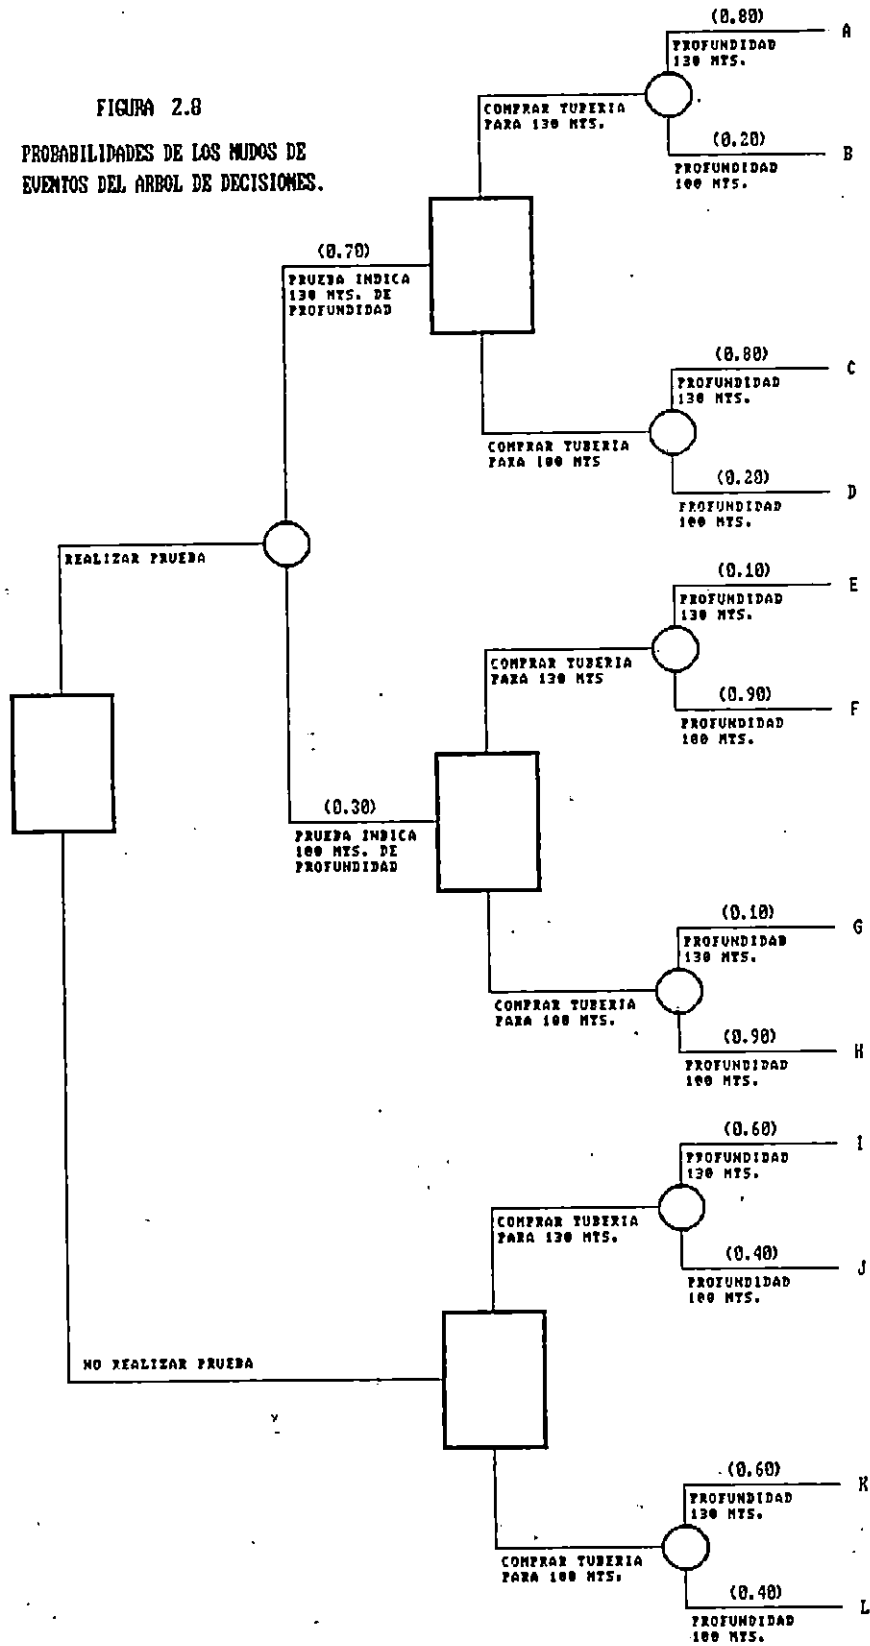 FIGURA 2.8
PROBABILIDADES DE LOS NUDOS DE
EVENTOS DEL ARBOL DE DECISIONES.
(0.80)
A
PROFUNDIDAD
130 MTS.
COMPRAR TUBERIA
PARA 130 MTS.
(0.20)
B
PROFUNDIDAD
100 MTS.
(0.70)
PRUEBA INDICA
130 MTS. DE
PROFUNDIDAD
(0.80)
C
PROFUNDIDAD
130 MTS.
COMPRAR TUBERIA
PARA 100 MTS
(0.20)
D
PROFUNDIDAD
100 MTS.
REALIZAR PRUEBA
(0.10)
E
PROFUNDIDAD
130 MTS.
COMPRAR TUBERIA
PARA 130 MTS
(0.90)
F
PROFUNDIDAD
100 MTS.
(0.30)
PRUEBA INDICA
100 MTS. DE
PROFUNDIDAD
(0.10)
G
PROFUNDIDAD
130 MTS.
COMPRAR TUBERIA
PARA 100 MTS.
(0.90)
H
PROFUNDIDAD
100 MTS.
(0.60)
I
PROFUNDIDAD
130 MTS.
COMPRAR TUBERIA
PARA 130 MTS.
(0.40)
J
PROFUNDIDAD
100 MTS.
NO REALIZAR PRUEBA
(0.60)
K
PROFUNDIDAD
130 MTS.
COMPRAR TUBERIA
PARA 100 MTS.
(0.40)
L
PROFUNDIDAD
100 MTS.